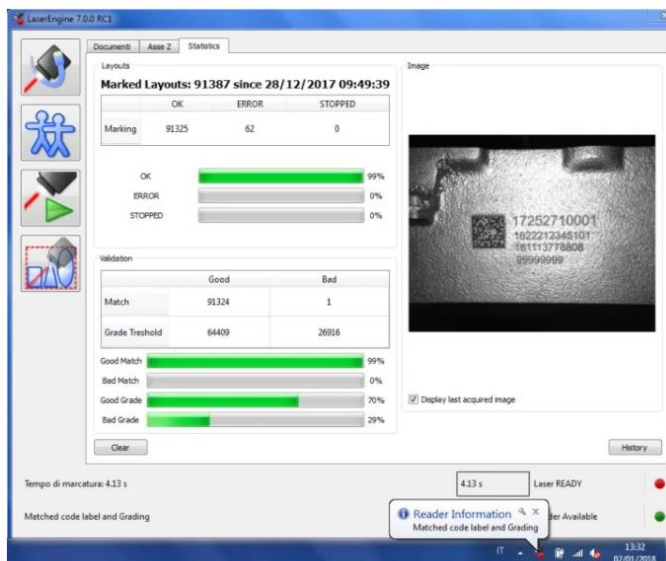 LaserEngine 7.0.0 RC1
Documenti Asse Z Statistics
Layouts
Marked Layouts: 91387 since 28/12/2017 09:49:39
OK ERROR STOPPED
Marking 91325 62 0
OK 99%
ERROR 0%
STOPPED 0%
Validation
Good Bad
Match 91324 1
Grade Treshold 64409 26916
Good Match 99%
Bad Match 0%
Good Grade 70%
Bad Grade 29%
Clear
Image
17252710001
1622212345101
161113778808
99999999
Display last acquired image
History
Tempo di marcatura: 4.13 s
4.13 s
Laser READY
Matched code label and Grading
Reader Information
Matched code label and Grading
Available
IT
13:32
02/01/2018